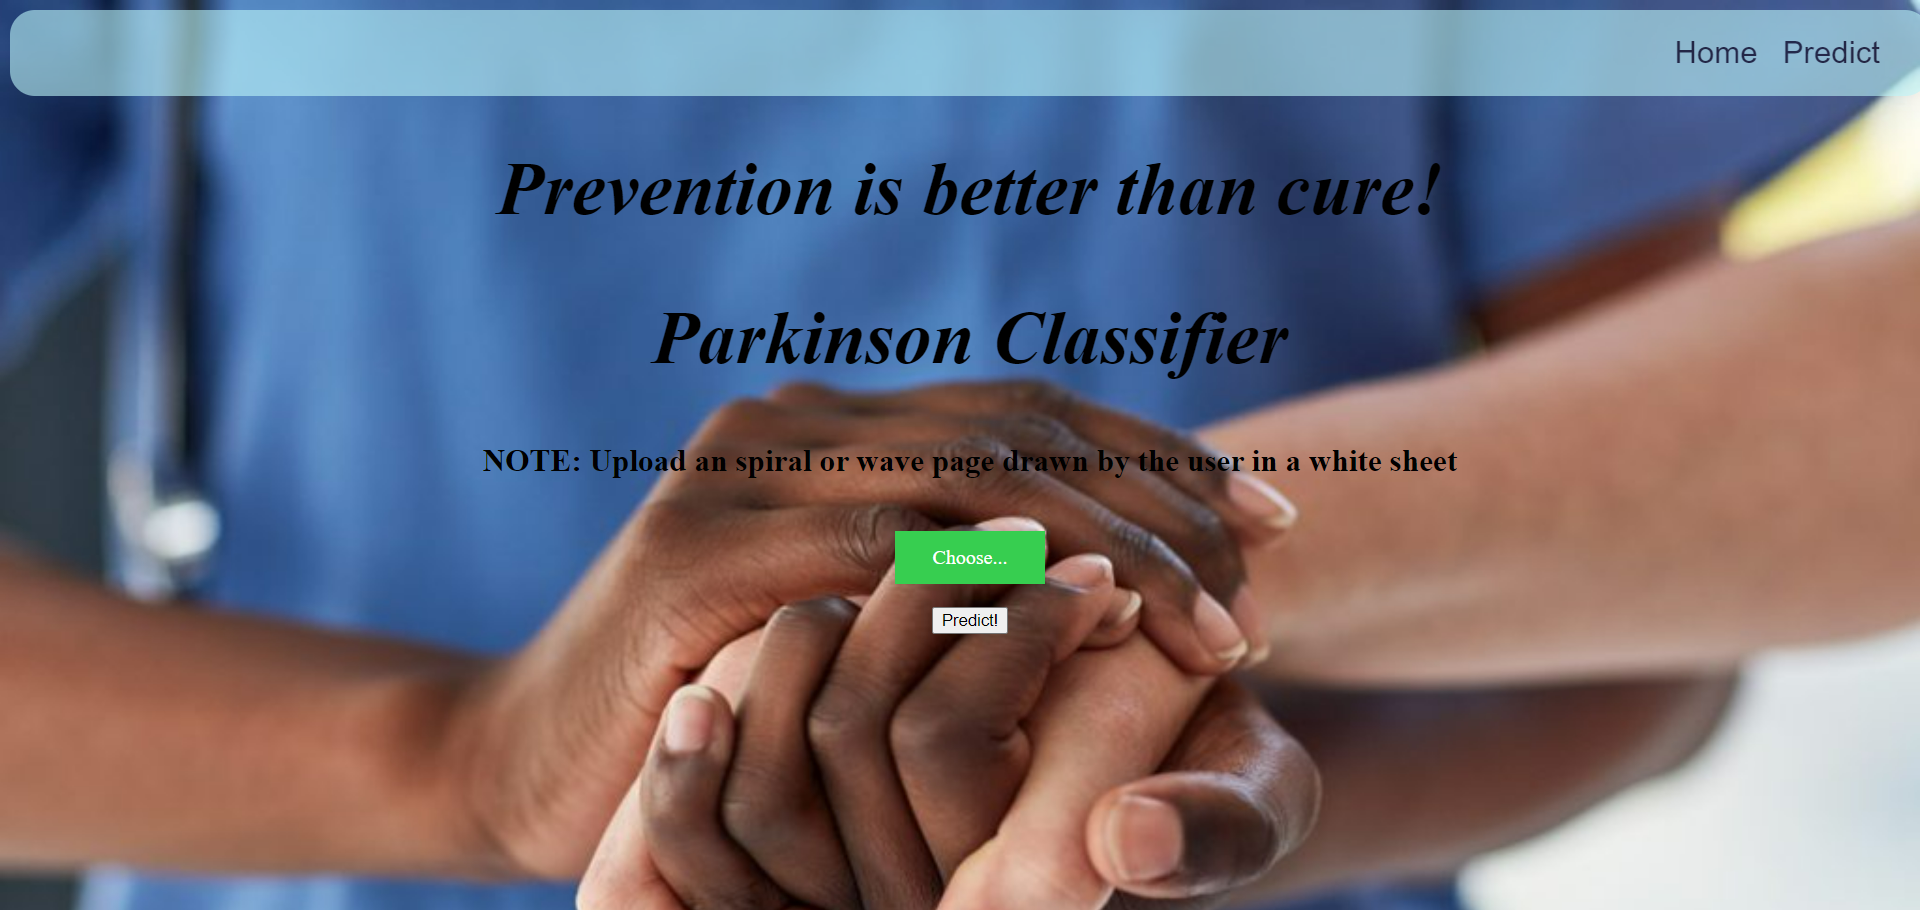 Home Predict
Prevention is better than cure!
Parkinson Classifier
NOTE: Upload an spiral or wave page drawn by the user in a white sheet
Choose...
Predict!